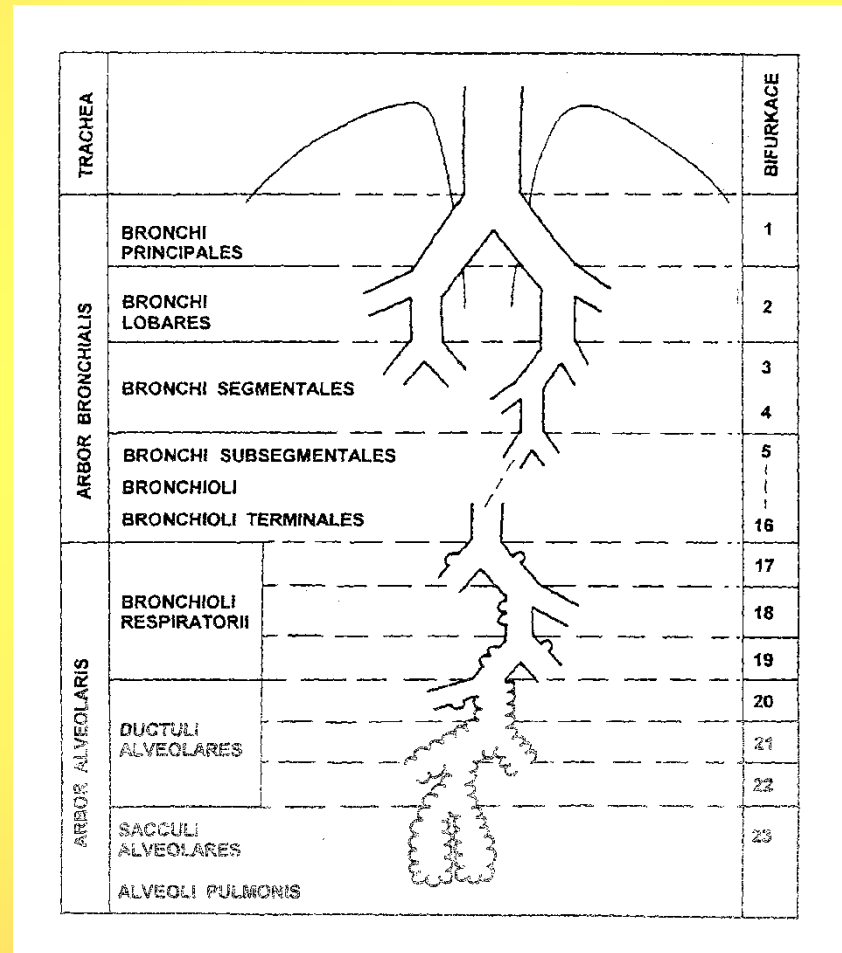 TRACHEA
BIFURKACE
ARBOR BRONCHIALIS
BRONCHI
PRINCIPALES
1
BRONCHI
LOBARES
2
BRONCHI SEGMENTALES
3
4
BRONCHI SUBSEGMENTALES
5
BRONCHIOLI
BRONCHIOLI TERMINALES
16
ARBOR ALVEOLARIS
BRONCHIOLI
RESPIRATORII
17
18
19
DUCTULI
ALVEOLARES
20
21
22
SACCULI
ALVEOLARES
23
ALVEOLI PULMONIS